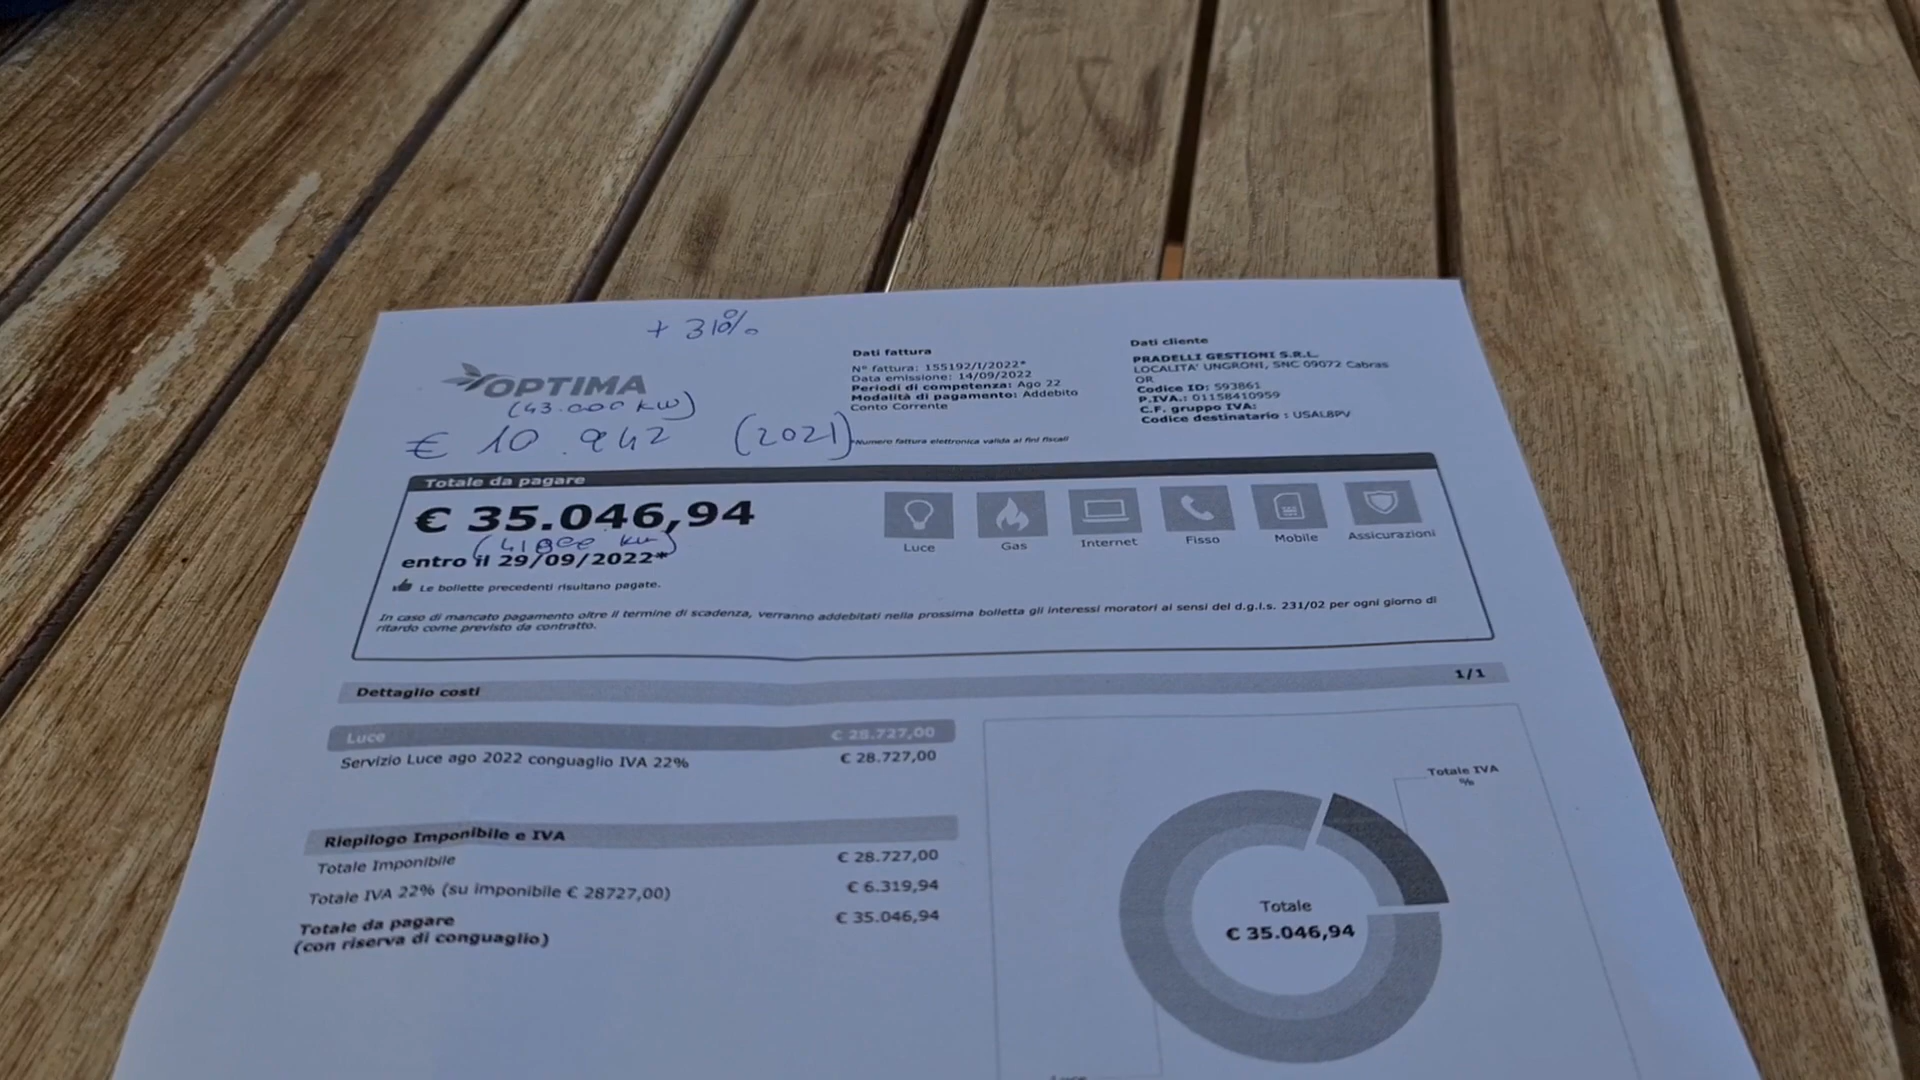 + 31%
OPTIMA
(43.000 KW)
€ 10.942 (2021)
Dati fattura
N° fattura: 155192/I/2022*
Data emissione: 14/09/2022
Periodi di competenza: Ago 22
Modalità di pagamento: Addebito
Conto Corrente
*Numero fattura elettronica valida ai fini fiscali
Dati cliente
PRADELLI GESTIONI S.R.L.
LOCALITA' UNGRONI, SNC 09072 Cabras
OR
Codice ID: 593861
P.IVA.: 01158410959
C.F. gruppo IVA:
Codice destinatario : USAL8PV
Totale da pagare
€ 35.046,94
entro il 29/09/2022*
Le bollette precedenti risultano pagate.
Luce
Gas
Internet
Fisso
Mobile
Assicurazioni
In caso di mancato pagamento oltre il termine di scadenza, verranno addebitati nella prossima bolletta gli interessi moratori ai sensi del d.g.l.s. 231/02 per ogni giorno di
ritardo come previsto da contratto.
Dettaglio costi 1/1
Luce € 28.727,00
Servizio Luce ago 2022 conguaglio IVA 22% € 28.727,00
Riepilogo Imponibile e IVA
Totale Imponibile € 28.727,00
Totale IVA 22% (su imponibile € 28727,00) € 6.319,94
Totale da pagare € 35.046,94
(con riserva di conguaglio)
Totale IVA
%
Totale
€ 35.046,94